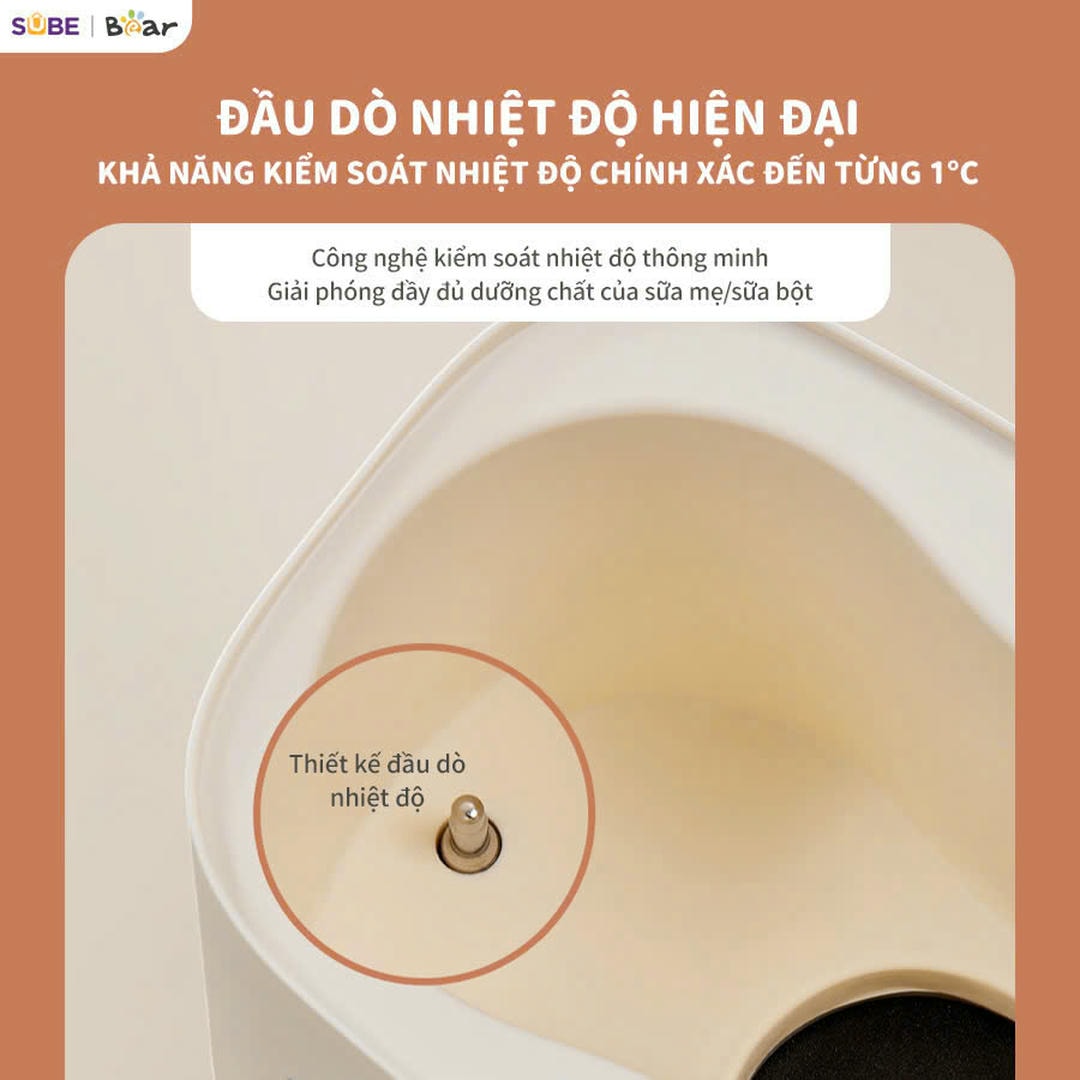 SUBE | Bear
ĐẦU DÒ NHIỆT ĐỘ HIỆN ĐẠI
KHẢ NĂNG KIỂM SOÁT NHIỆT ĐỘ CHÍNH XÁC ĐẾN TỪNG 1°C
Công nghệ kiểm soát nhiệt độ thông minh
Giải phóng đầy đủ dưỡng chất của sữa mẹ/sữa bột
Thiết kế đầu dò
nhiệt độ